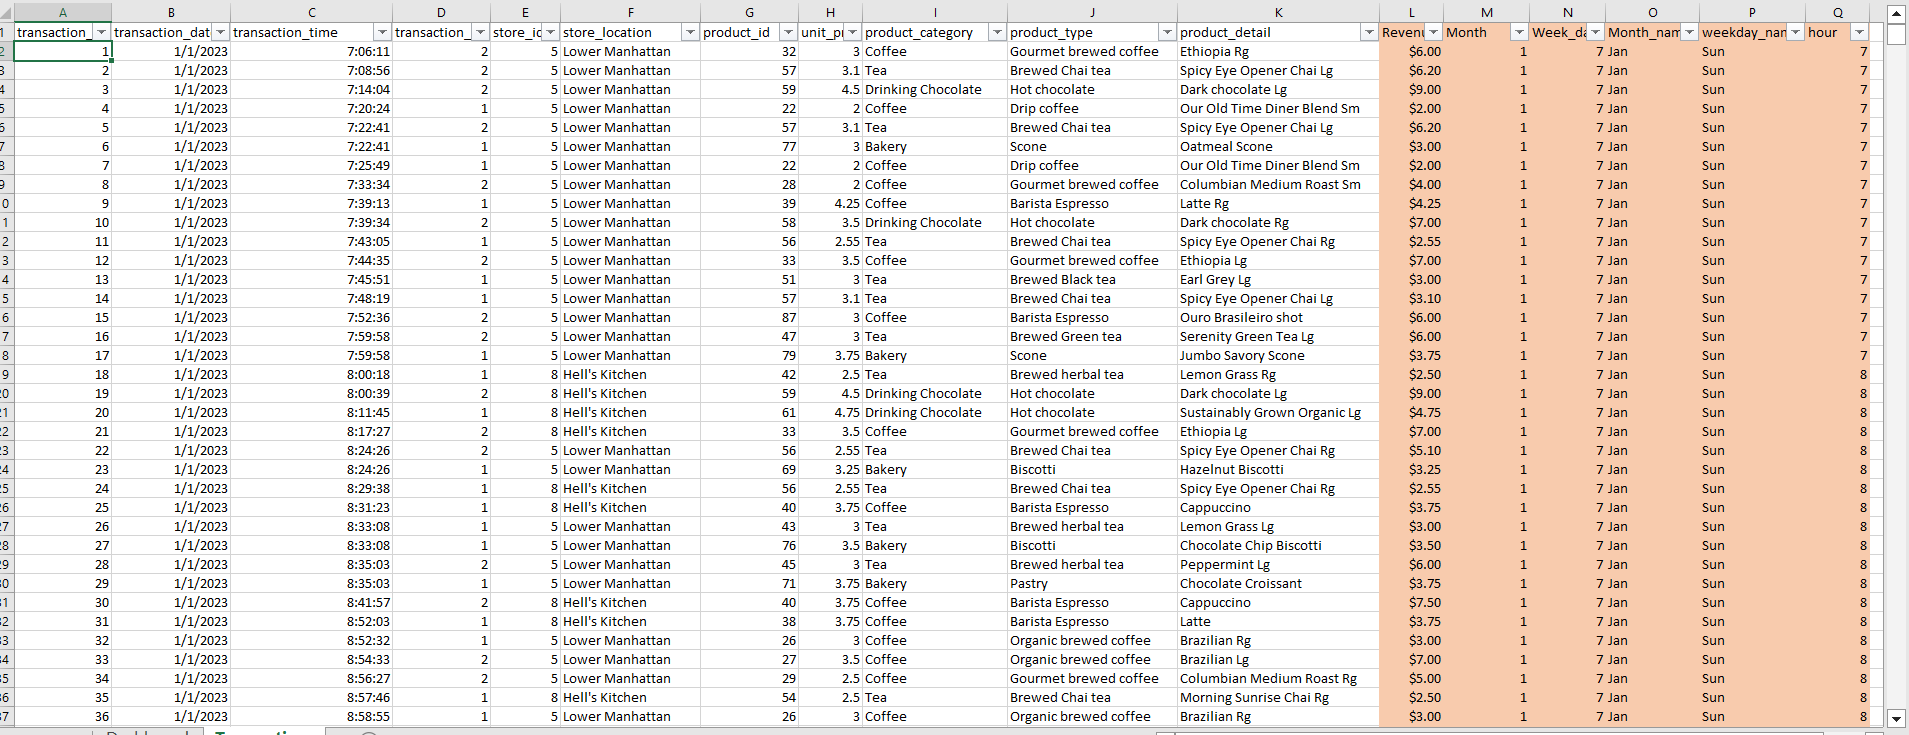 A B C D E F G H I J K L M N O P Q
1 transaction_ transaction_dat transaction_time transaction_ store_ic store_location product_id unit_pr product_category product_type product_detail Revenu Month Week_da Month_nam weekday_nan hour
2 1 1/1/2023 7:06:11 2 5 Lower Manhattan 32 3 Coffee Gourmet brewed coffee Ethiopia Rg $6.00 1 7 Jan Sun 7
3 2 1/1/2023 7:08:56 2 5 Lower Manhattan 57 3.1 Tea Brewed Chai tea Spicy Eye Opener Chai Lg $6.20 1 7 Jan Sun 7
4 3 1/1/2023 7:14:04 2 5 Lower Manhattan 59 4.5 Drinking Chocolate Hot chocolate Dark chocolate Lg $9.00 1 7 Jan Sun 7
5 4 1/1/2023 7:20:24 1 5 Lower Manhattan 22 2 Coffee Drip coffee Our Old Time Diner Blend Sm $2.00 1 7 Jan Sun 7
6 5 1/1/2023 7:22:41 2 5 Lower Manhattan 57 3.1 Tea Brewed Chai tea Spicy Eye Opener Chai Lg $6.20 1 7 Jan Sun 7
7 6 1/1/2023 7:22:41 1 5 Lower Manhattan 77 3 Bakery Scone Oatmeal Scone $3.00 1 7 Jan Sun 7
8 7 1/1/2023 7:25:49 1 5 Lower Manhattan 22 2 Coffee Drip coffee Our Old Time Diner Blend Sm $2.00 1 7 Jan Sun 7
9 8 1/1/2023 7:33:34 2 5 Lower Manhattan 28 2 Coffee Gourmet brewed coffee Columbian Medium Roast Sm $4.00 1 7 Jan Sun 7
0 9 1/1/2023 7:39:13 1 5 Lower Manhattan 39 4.25 Coffee Barista Espresso Latte Rg $4.25 1 7 Jan Sun 7
1 10 1/1/2023 7:39:34 2 5 Lower Manhattan 58 3.5 Drinking Chocolate Hot chocolate Dark chocolate Rg $7.00 1 7 Jan Sun 7
2 11 1/1/2023 7:43:05 1 5 Lower Manhattan 56 2.55 Tea Brewed Chai tea Spicy Eye Opener Chai Rg $2.55 1 7 Jan Sun 7
3 12 1/1/2023 7:44:35 2 5 Lower Manhattan 33 3.5 Coffee Gourmet brewed coffee Ethiopia Lg $7.00 1 7 Jan Sun 7
4 13 1/1/2023 7:45:51 1 5 Lower Manhattan 51 3 Tea Brewed Black tea Earl Grey Lg $3.00 1 7 Jan Sun 7
5 14 1/1/2023 7:48:19 1 5 Lower Manhattan 57 3.1 Tea Brewed Chai tea Spicy Eye Opener Chai Lg $3.10 1 7 Jan Sun 7
6 15 1/1/2023 7:52:36 2 5 Lower Manhattan 87 3 Coffee Barista Espresso Ouro Brasileiro shot $6.00 1 7 Jan Sun 7
7 16 1/1/2023 7:59:58 2 5 Lower Manhattan 47 3 Tea Brewed Green tea Serenity Green Tea Lg $6.00 1 7 Jan Sun 7
8 17 1/1/2023 7:59:58 1 5 Lower Manhattan 79 3.75 Bakery Scone Jumbo Savory Scone $3.75 1 7 Jan Sun 7
9 18 1/1/2023 8:00:18 1 8 Hell's Kitchen 42 2.5 Tea Brewed herbal tea Lemon Grass Rg $2.50 1 7 Jan Sun 8
20 19 1/1/2023 8:00:39 2 8 Hell's Kitchen 59 4.5 Drinking Chocolate Hot chocolate Dark chocolate Lg $9.00 1 7 Jan Sun 8
21 20 1/1/2023 8:11:45 1 8 Hell's Kitchen 61 4.75 Drinking Chocolate Hot chocolate Sustainably Grown Organic Lg $4.75 1 7 Jan Sun 8
22 21 1/1/2023 8:17:27 2 8 Hell's Kitchen 33 3.5 Coffee Gourmet brewed coffee Ethiopia Lg $7.00 1 7 Jan Sun 8
23 22 1/1/2023 8:24:26 2 5 Lower Manhattan 56 2.55 Tea Brewed Chai tea Spicy Eye Opener Chai Rg $5.10 1 7 Jan Sun 8
24 23 1/1/2023 8:24:26 1 5 Lower Manhattan 69 3.25 Bakery Biscotti Hazelnut Biscotti $3.25 1 7 Jan Sun 8
25 24 1/1/2023 8:29:38 1 8 Hell's Kitchen 56 2.55 Tea Brewed Chai tea Spicy Eye Opener Chai Rg $2.55 1 7 Jan Sun 8
26 25 1/1/2023 8:31:23 1 8 Hell's Kitchen 40 3.75 Coffee Barista Espresso Cappuccino $3.75 1 7 Jan Sun 8
27 26 1/1/2023 8:33:08 1 5 Lower Manhattan 43 3 Tea Brewed herbal tea Lemon Grass Lg $3.00 1 7 Jan Sun 8
28 27 1/1/2023 8:33:08 1 5 Lower Manhattan 76 3.5 Bakery Biscotti Chocolate Chip Biscotti $3.50 1 7 Jan Sun 8
29 28 1/1/2023 8:35:03 2 5 Lower Manhattan 45 3 Tea Brewed herbal tea Peppermint Lg $6.00 1 7 Jan Sun 8
30 29 1/1/2023 8:35:03 1 5 Lower Manhattan 71 3.75 Bakery Pastry Chocolate Croissant $3.75 1 7 Jan Sun 8
31 30 1/1/2023 8:41:57 2 8 Hell's Kitchen 40 3.75 Coffee Barista Espresso Cappuccino $7.50 1 7 Jan Sun 8
32 31 1/1/2023 8:52:03 1 8 Hell's Kitchen 38 3.75 Coffee Barista Espresso Latte $3.75 1 7 Jan Sun 8
33 32 1/1/2023 8:52:32 1 5 Lower Manhattan 26 3 Coffee Organic brewed coffee Brazilian Rg $3.00 1 7 Jan Sun 8
34 33 1/1/2023 8:54:33 2 5 Lower Manhattan 27 3.5 Coffee Organic brewed coffee Brazilian Lg $7.00 1 7 Jan Sun 8
35 34 1/1/2023 8:56:27 2 5 Lower Manhattan 29 2.5 Coffee Gourmet brewed coffee Columbian Medium Roast Rg $5.00 1 7 Jan Sun 8
36 35 1/1/2023 8:57:46 1 8 Hell's Kitchen 54 2.5 Tea Brewed Chai tea Morning Sunrise Chai Rg $2.50 1 7 Jan Sun 8
37 36 1/1/2023 8:58:55 1 5 Lower Manhattan 26 3 Coffee Organic brewed coffee Brazilian Rg $3.00 1 7 Jan Sun 8